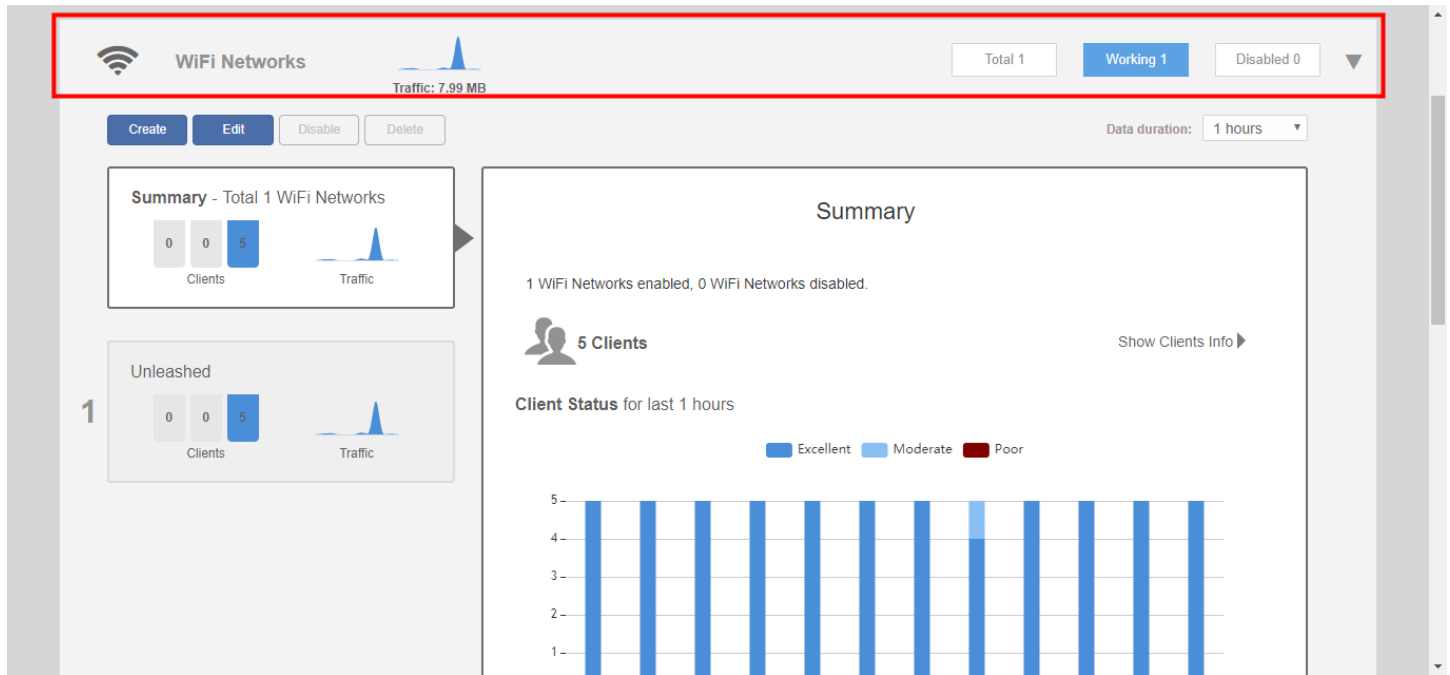 WiFi Networks
Traffic: 7.99 MB
Total 1
Working 1
Disabled 0
Create
Edit
Disable
Delete
Data duration:
1 hours
Summary - Total 1 WiFi Networks
0 0 5
Clients
Traffic
1
Unleashed
0 0 5
Clients
Traffic
Summary
1 WiFi Networks enabled, 0 WiFi Networks disabled.
5 Clients
Show Clients Info
Client Status for last 1 hours
Excellent
Moderate
Poor
5
4
3
2
1